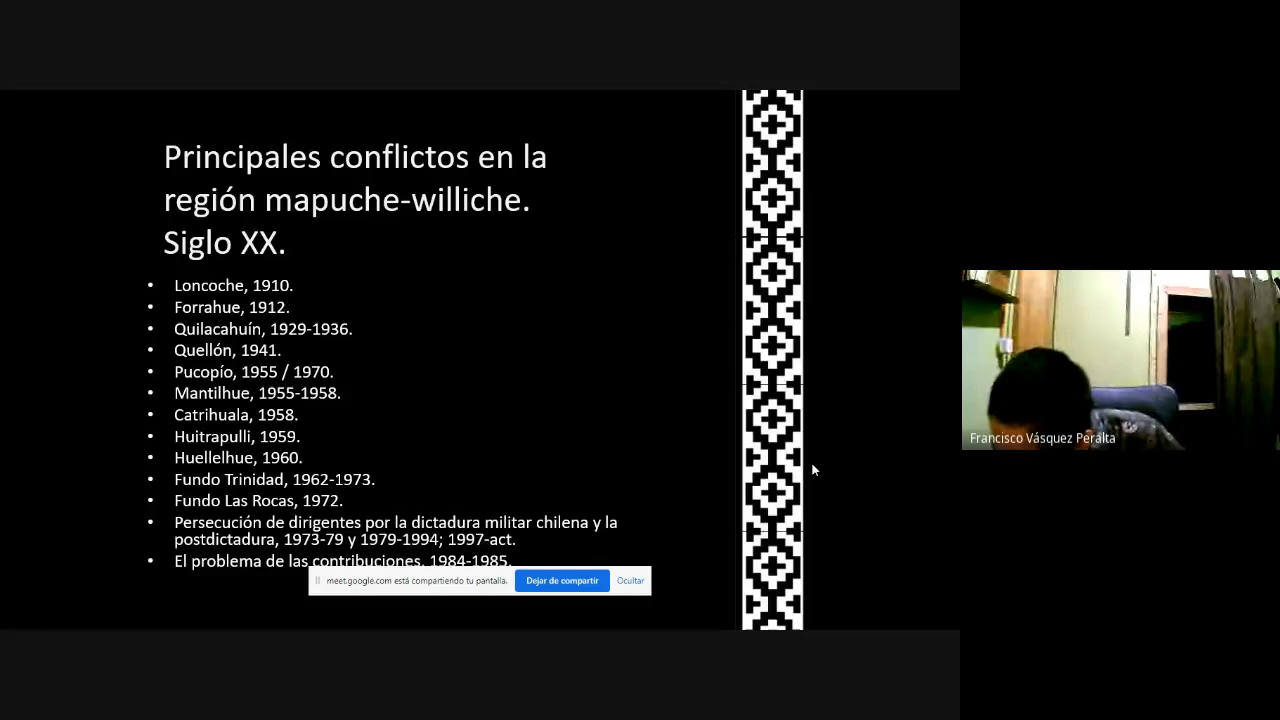 Principales conflictos en la
región mapuche-williche.
Siglo XX.
• Loncoche, 1910.
• Forrahue, 1912.
• Quilacahuín, 1929-1936.
• Quellón, 1941.
• Pucopío, 1955 / 1970.
• Mantilhue, 1955-1958.
• Catrihuala, 1958.
• Huitrapulli, 1959.
• Huellelhue, 1960.
• Fundo Trinidad, 1962-1973.
• Fundo Las Rocas, 1972.
• Persecución de dirigentes por la dictadura militar chilena y la
postdictadura, 1973-79 y 1979-1994; 1997-act.
• El problema de las contribuciones, 1984-1985.
meet.google.com está compartiendo tu pantalla. Dejar de compartir Ocultar
Francisco Vásquez Peralta